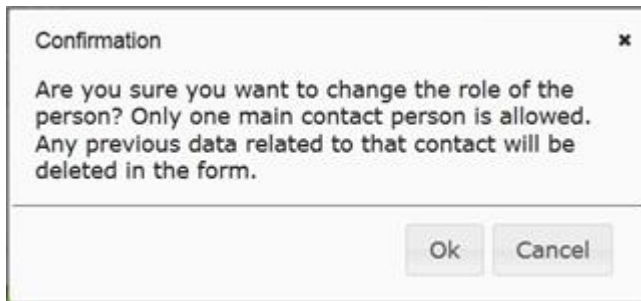 Confirmation
Are you sure you want to change the role of the
person? Only one main contact person is allowed.
Any previous data related to that contact will be
deleted in the form.
Ok Cancel